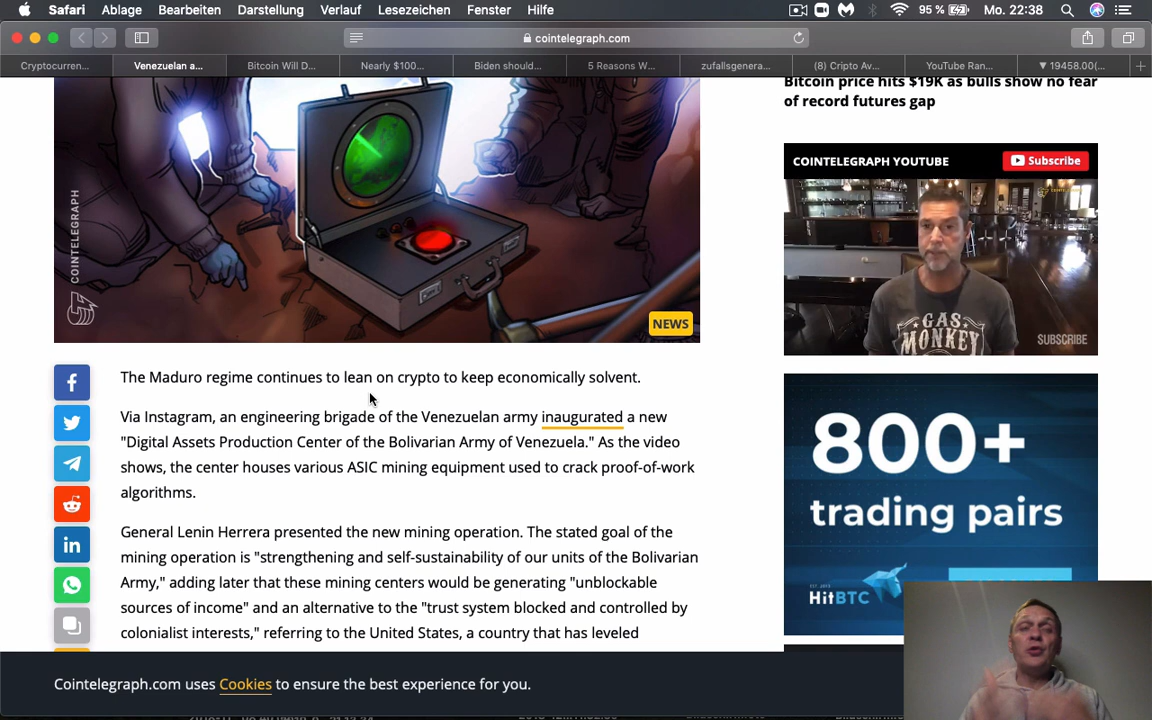 Safari Ablage Bearbeiten Darstellung Verlauf Lesezeichen Fenster Hilfe 95 % Mo. 22:38
cointelegraph.com
Cryptocurren... Venezuelan a... Bitcoin Will D... Nearly $100... Biden should... 5 Reasons W... zufallsgenera... (8) Cripto Av... YouTube Ran... ▼ 19458.00(... +
COINTELEGRAPH
NEWS
The Maduro regime continues to lean on crypto to keep economically solvent.
Via Instagram, an engineering brigade of the Venezuelan army inaugurated a new
"Digital Assets Production Center of the Bolivarian Army of Venezuela." As the video
shows, the center houses various ASIC mining equipment used to crack proof-of-work
algorithms.
General Lenin Herrera presented the new mining operation. The stated goal of the
mining operation is "strengthening and self-sustainability of our units of the Bolivarian
Army," adding later that these mining centers would be generating "unblockable
sources of income" and an alternative to the "trust system blocked and controlled by
colonialist interests," referring to the United States, a country that has leveled
Bitcoin price hits $19K as bulls show no fear
of record futures gap
COINTELEGRAPH YOUTUBE Subscribe
GAS
MONKEY
SUBSCRIBE
800+
trading pairs
HitBTC
Cointelegraph.com uses Cookies to ensure the best experience for you.